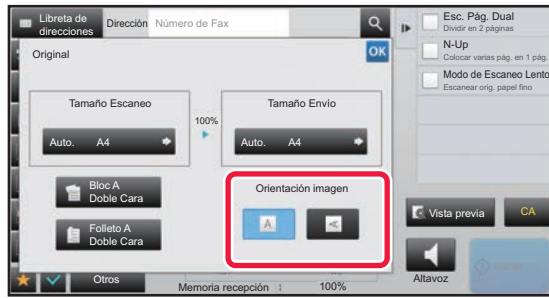 Libreta de
direcciones
Dirección
Número de Fax
Original
OK
Tamaño Escaneo
Auto. A4
100%
Tamaño Envío
Auto. A4
Bloc A
Doble Cara
Folleto A
Doble Cara
Orientación imagen
A
A
Otros
Memoria recepción : 100%
Esc. Pág. Dual
Dividir en 2 páginas
N-Up
Colocar varias pág. en 1 pág.
Modo de Escaneo Lento
Escanear orig. papel fino
Vista previa
CA
Altavoz